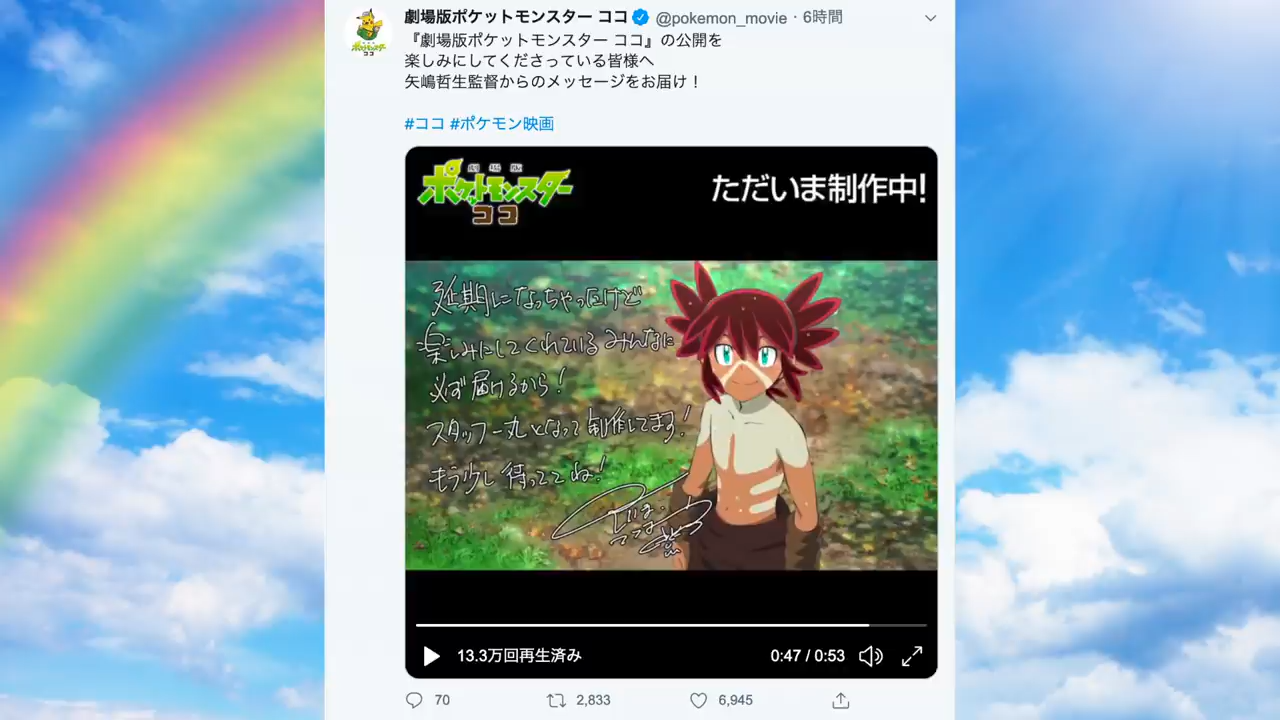 劇場版ポケットモンスター ココ @pokemon_movie · 6時間
『劇場版ポケットモンスター ココ』の公開を
楽しみにしてくださっている皆様へ
矢嶋哲生監督からのメッセージをお届け！
#ココ #ポケモン映画
劇場版
ポケットモンスター
ココ
ただいま制作中!
延期になっちゃったけど
楽しみにしてくれているみんなに
必ず届けるから!
スタッフ一丸となって制作してます!
もう少し待っててね!
13.3万回再生済み
0:47 / 0:53
70
2,833
6,945